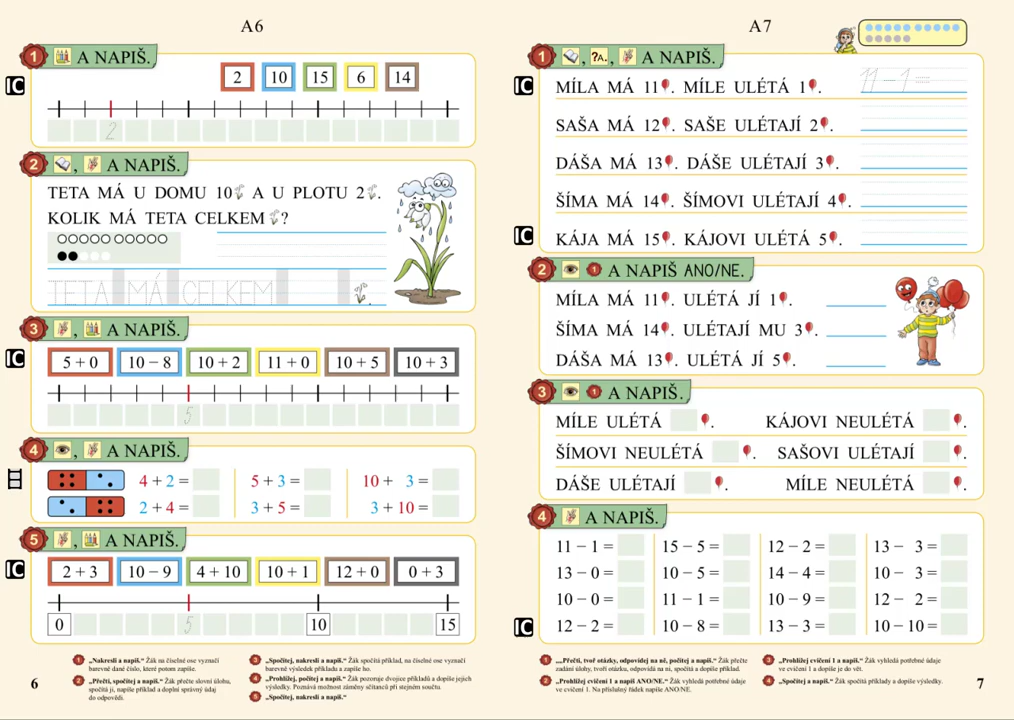 A6
1 A NAPIŠ.
2 10 15 6 14
2
2 , A NAPIŠ.
TETA MÁ U DOMU 10 A U PLOTU 2.
KOLIK MÁ TETA CELKEM ?
TETA MÁ CELKEM .
3 , A NAPIŠ.
5 + 0 10 − 8 10 + 2 11 + 0 10 + 5 10 + 3
5
4 , A NAPIŠ.
4 + 2 = 5 + 3 = 10 + 3 =
2 + 4 = 3 + 5 = 3 + 10 =
5 , A NAPIŠ.
2 + 3 10 − 9 4 + 10 10 + 1 12 + 0 0 + 3
0 5 10 15
1 „Nakresli a napiš.“ Žák na číselné ose vyznačí
barevně dané číslo, které potom zapíše.
2 „Přečti, spočítej a napiš.“ Žák přečte slovní úlohu,
spočítá ji, napíše příklad a doplní správný údaj
do odpovědi.
3 „Spočítej, nakresli a napiš.“ Žák spočítá příklad, na číselné ose vyznačí
barevně výsledek příkladu a zapíše ho.
4 „Prohlížej, počítej a napiš.“ Žák pozoruje dvojice příkladů a doplní jejich
výsledky. Poznává možnost záměny sčítanců při stejném součtu.
5 „Spočítej, nakresli a napiš.“
6
A7
1 , ?A. , A NAPIŠ.
MÍLA MÁ 11. MÍLE ULÉTÁ 1. 11 − 1 =
SAŠA MÁ 12. SAŠE ULÉTAJÍ 2.
DÁŠA MÁ 13. DÁŠE ULÉTAJÍ 3.
ŠÍMA MÁ 14. ŠÍMOVI ULÉTAJÍ 4.
KÁJA MÁ 15. KÁJOVI ULÉTAJÍ 5.
2 1 A NAPIŠ ANO/NE.
MÍLA MÁ 11. ULÉTÁ JÍ 1.
ŠÍMA MÁ 14. ULÉTAJÍ MU 3.
DÁŠA MÁ 13. ULÉTÁ JÍ 5.
3 1 A NAPIŠ.
MÍLE ULÉTÁ . KÁJOVI NEULÉTÁ .
ŠÍMOVI NEULÉTÁ . SAŠOVI ULÉTAJÍ .
DÁŠE ULÉTAJÍ . MÍLE NEULÉTÁ .
4 A NAPIŠ.
11 − 1 = 15 − 5 = 12 − 2 = 13 − 3 =
13 − 0 = 10 − 5 = 14 − 4 = 10 − 3 =
10 − 0 = 11 − 1 = 10 − 9 = 12 − 2 =
12 − 2 = 10 − 8 = 13 − 3 = 10 − 10 =
1 „Přečti, tvoř otázky, odpovídej na ně, počítej a napiš.“ Žák přečte
zadání úlohy, tvoří otázky, odpovídá na ni, spočítá a dopíše příklad.
2 „Prohlížej cvičení 1 a napiš ANO/NE.“ Žák vyhledá potřebné údaje
ve cvičení 1. Na příslušný řádek napíše ANO/NE.
3 „Prohlížej cvičení 1 a napiš.“ Žák vyhledá potřebné údaje
ve cvičení 1 a dopíše je do vět.
4 „Spočítej a napiš.“ Žák spočítá příklady a dopíše výsledky.
7